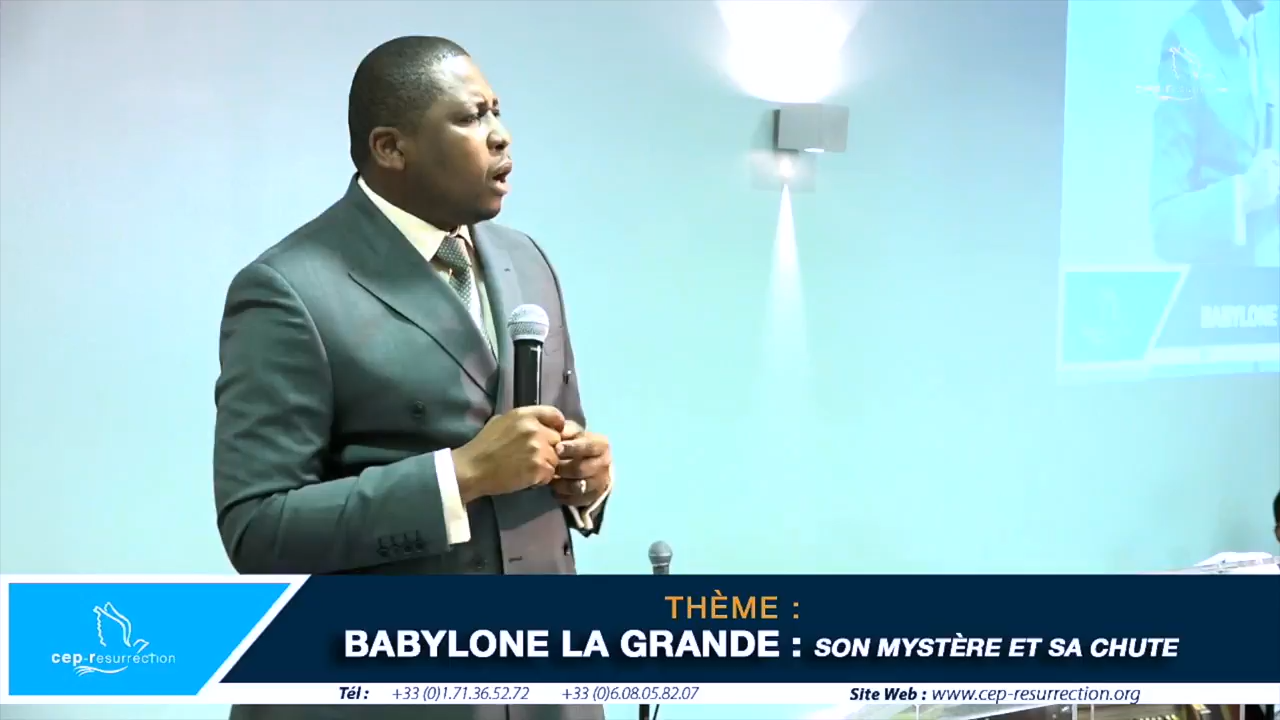 BABYLONE
THÈME :
BABYLONE LA GRANDE : SON MYSTÈRE ET SA CHUTE
cep-resurrection
Tél : +33 (0)1.71.36.52.72 +33 (0)6.08.05.82.07 Site Web : www.cep-resurrection.org